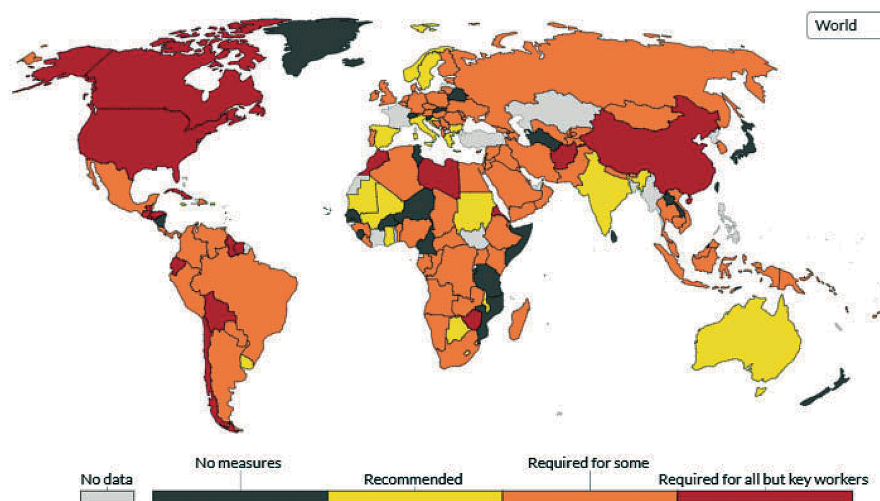 World
No data
No measures
Recommended
Required for some
Required for all but key workers